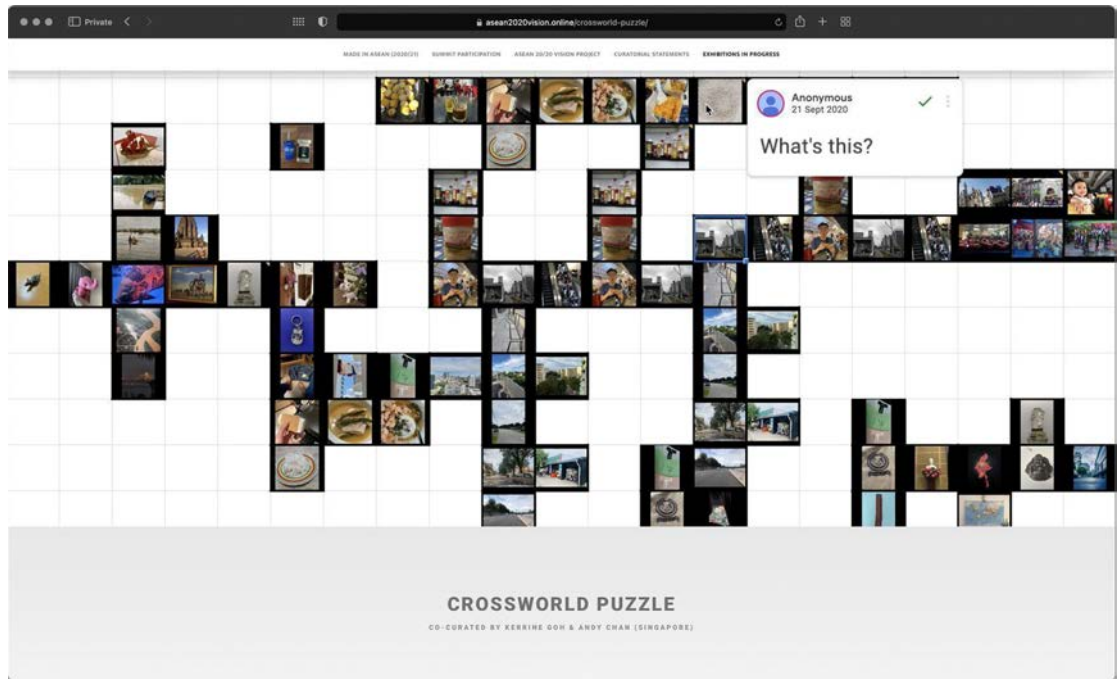 Private
asean2020vision.online/crossworld-puzzle/
MADE IN ASEAN (2020/21) SUMMIT PARTICIPATION ASEAN 20/20 VISION PROJECT CURATORIAL STATEMENTS EXHIBITIONS IN PROGRESS
Anonymous
21 Sept 2020
What's this?
CROSSWORLD PUZZLE
CO-CURATED BY KERRINE GOH & ANDY CHAN (SINGAPORE)